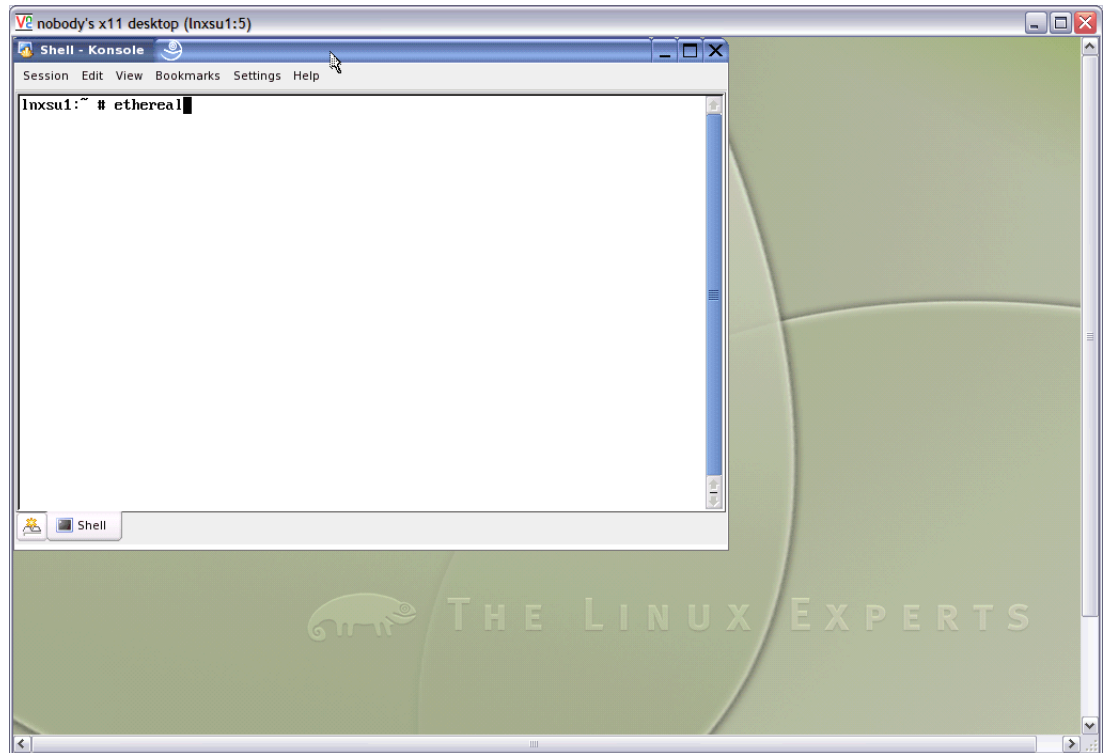 nobody's x11 desktop (lnxsu1:5)
Shell - Konsole
Session Edit View Bookmarks Settings Help
lnxsu1:~ # ethereal
Shell
THE LINUX EXPERTS